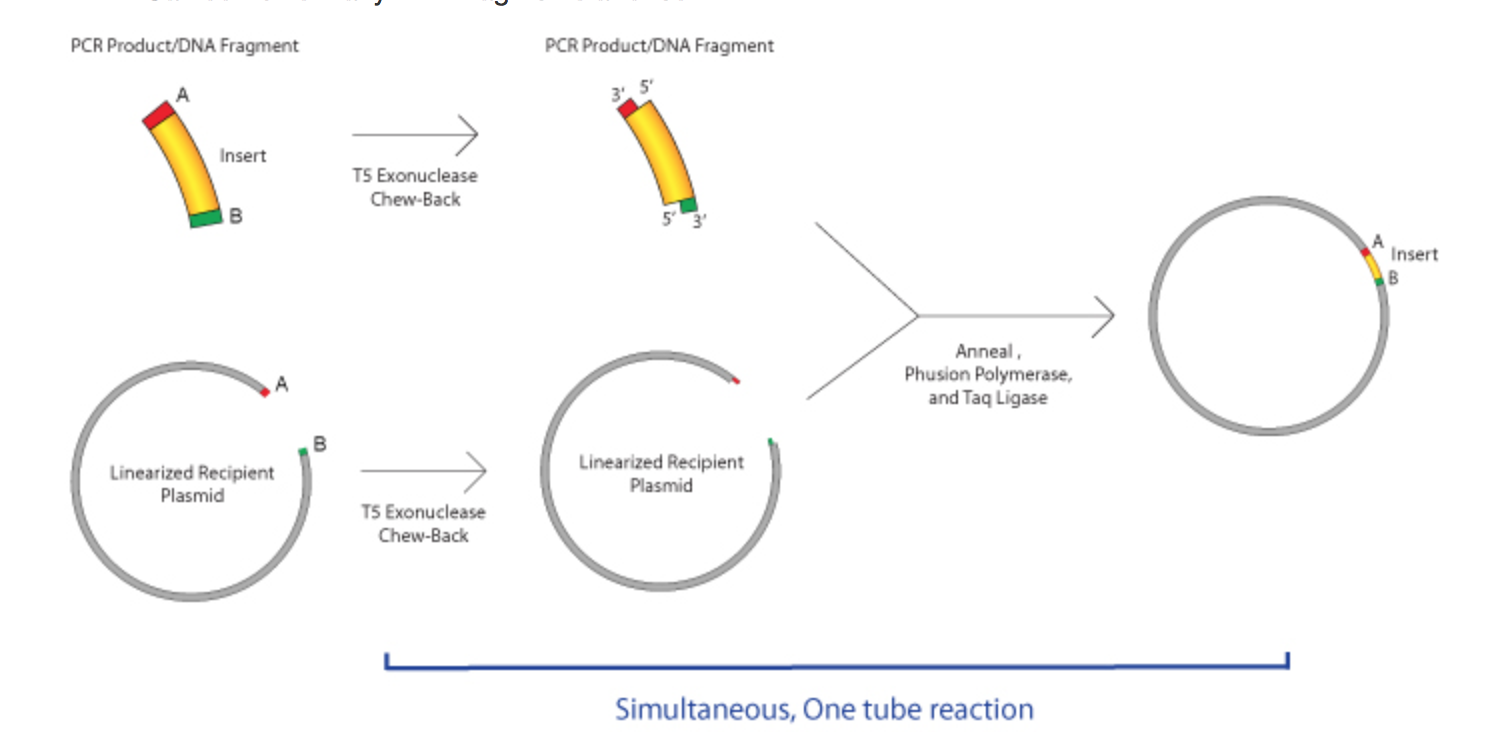 PCR Product/DNA Fragment
PCR Product/DNA Fragment
A
Insert
B
T5 Exonuclease
Chew-Back
3′ 5′
5′ 3′
A
B
Linearized Recipient
Plasmid
T5 Exonuclease
Chew-Back
Linearized Recipient
Plasmid
Anneal ,
Phusion Polymerase,
and Taq Ligase
A
Insert
B
Simultaneous, One tube reaction